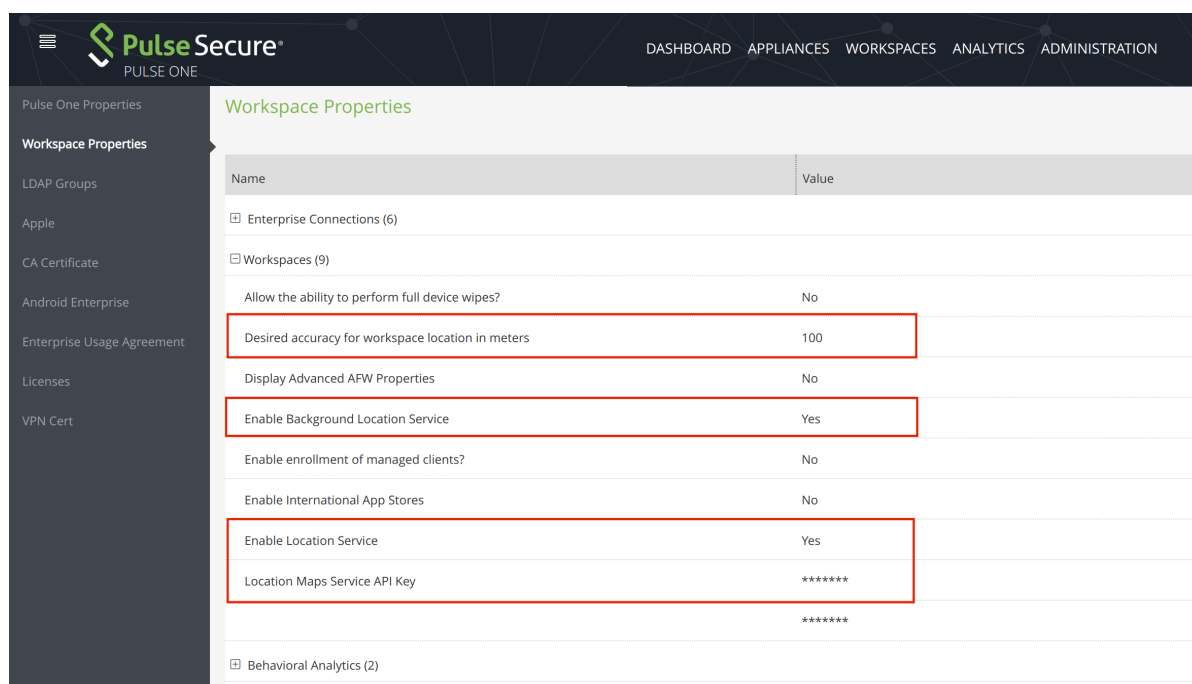 Pulse Secure®
PULSE ONE
DASHBOARD APPLIANCES WORKSPACES ANALYTICS ADMINISTRATION
Pulse One Properties
Workspace Properties
LDAP Groups
Apple
CA Certificate
Android Enterprise
Enterprise Usage Agreement
Licenses
VPN Cert
Workspace Properties
Name Value
Enterprise Connections (6)
Workspaces (9)
Allow the ability to perform full device wipes? No
Desired accuracy for workspace location in meters 100
Display Advanced AFW Properties No
Enable Background Location Service Yes
Enable enrollment of managed clients? No
Enable International App Stores No
Enable Location Service Yes
Location Maps Service API Key *******
*******
Behavioral Analytics (2)